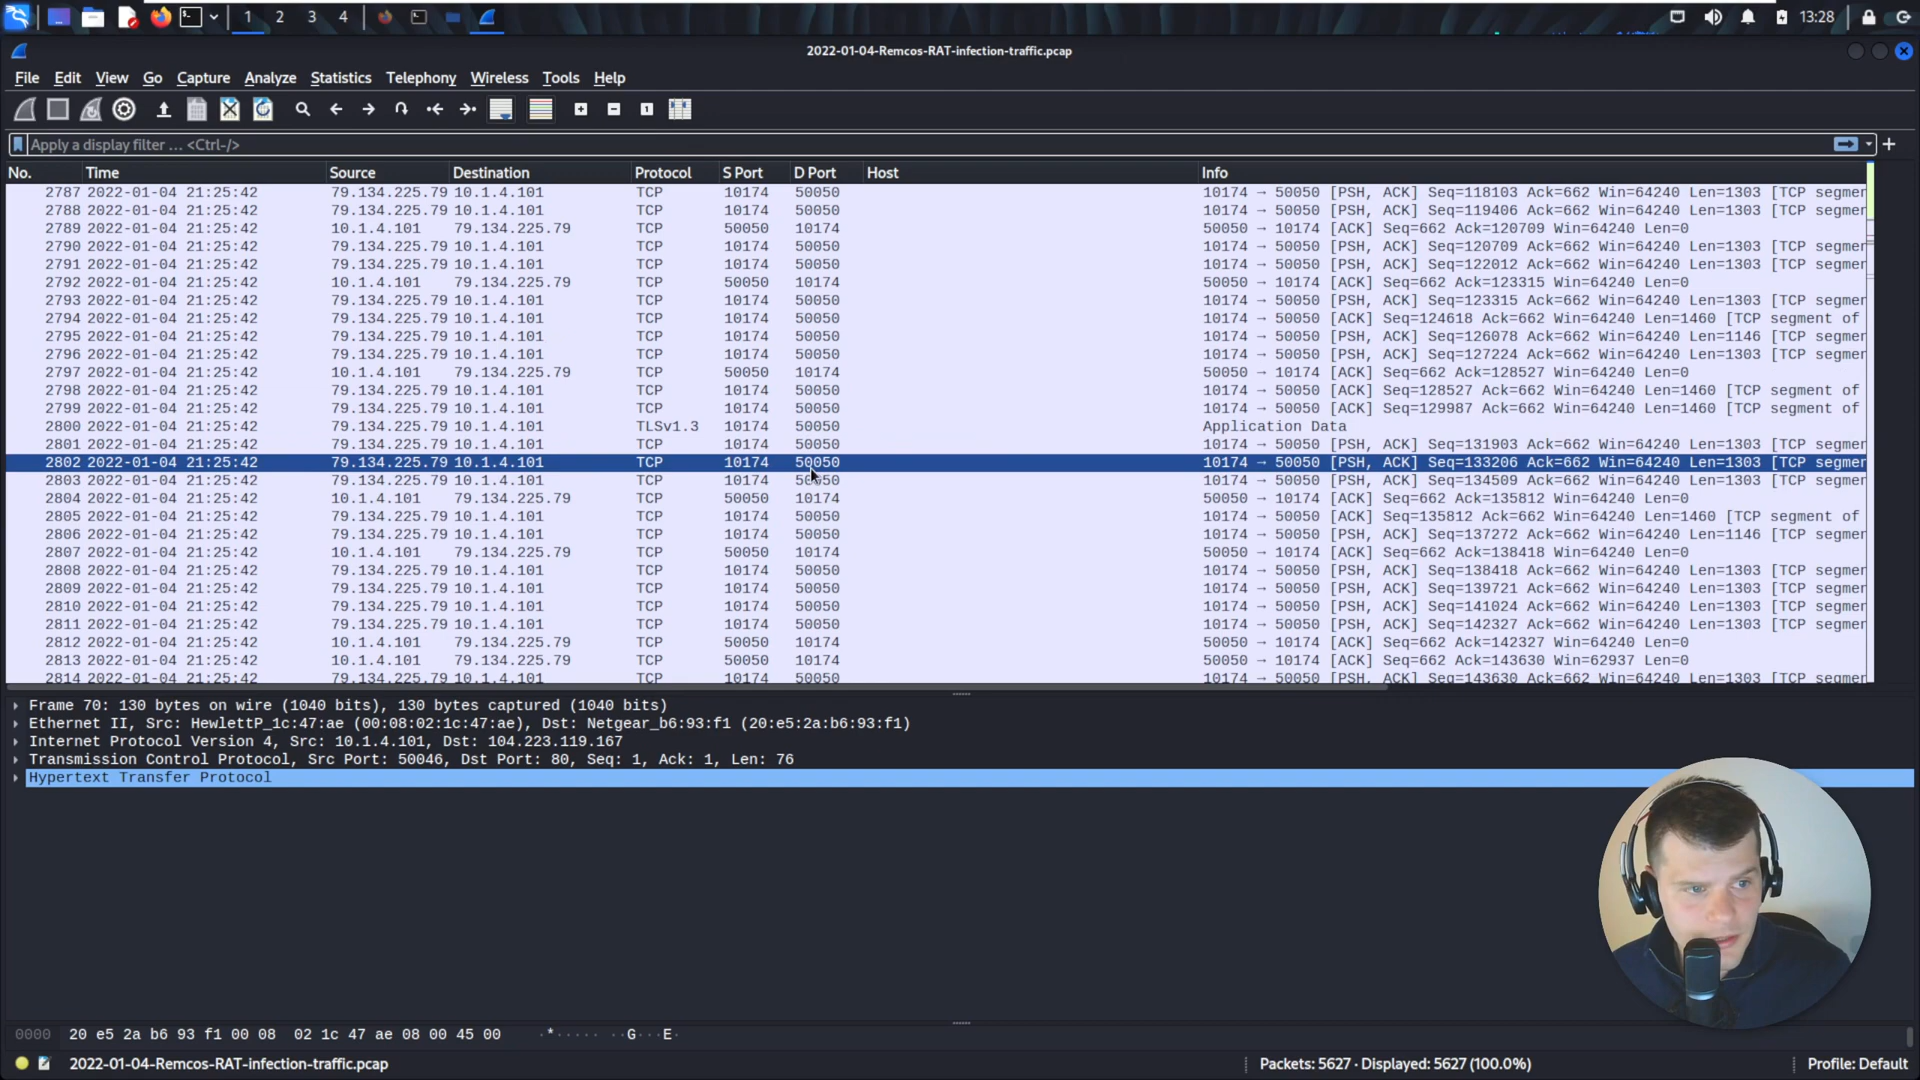 1 2 3 4 13:28
2022-01-04-Remcos-RAT-infection-traffic.pcap
File Edit View Go Capture Analyze Statistics Telephony Wireless Tools Help
Apply a display filter ... <Ctrl-/>
No. Time Source Destination Protocol S Port D Port Host Info
2787 2022-01-04 21:25:42 79.134.225.79 10.1.4.101 TCP 10174 50050 10174 → 50050 [PSH, ACK] Seq=118103 Ack=662 Win=64240 Len=1303 [TCP segmer
2788 2022-01-04 21:25:42 79.134.225.79 10.1.4.101 TCP 10174 50050 10174 → 50050 [PSH, ACK] Seq=119406 Ack=662 Win=64240 Len=1303 [TCP segmer
2789 2022-01-04 21:25:42 10.1.4.101 79.134.225.79 TCP 50050 10174 50050 → 10174 [ACK] Seq=662 Ack=120709 Win=64240 Len=0
2790 2022-01-04 21:25:42 79.134.225.79 10.1.4.101 TCP 10174 50050 10174 → 50050 [PSH, ACK] Seq=120709 Ack=662 Win=64240 Len=1303 [TCP segmer
2791 2022-01-04 21:25:42 79.134.225.79 10.1.4.101 TCP 10174 50050 10174 → 50050 [PSH, ACK] Seq=122012 Ack=662 Win=64240 Len=1303 [TCP segmer
2792 2022-01-04 21:25:42 10.1.4.101 79.134.225.79 TCP 50050 10174 50050 → 10174 [ACK] Seq=662 Ack=123315 Win=64240 Len=0
2793 2022-01-04 21:25:42 79.134.225.79 10.1.4.101 TCP 10174 50050 10174 → 50050 [PSH, ACK] Seq=123315 Ack=662 Win=64240 Len=1303 [TCP segmer
2794 2022-01-04 21:25:42 79.134.225.79 10.1.4.101 TCP 10174 50050 10174 → 50050 [ACK] Seq=124618 Ack=662 Win=64240 Len=1460 [TCP segment of
2795 2022-01-04 21:25:42 79.134.225.79 10.1.4.101 TCP 10174 50050 10174 → 50050 [PSH, ACK] Seq=126078 Ack=662 Win=64240 Len=1146 [TCP segmer
2796 2022-01-04 21:25:42 79.134.225.79 10.1.4.101 TCP 10174 50050 10174 → 50050 [PSH, ACK] Seq=127224 Ack=662 Win=64240 Len=1303 [TCP segmer
2797 2022-01-04 21:25:42 10.1.4.101 79.134.225.79 TCP 50050 10174 50050 → 10174 [ACK] Seq=662 Ack=128527 Win=64240 Len=0
2798 2022-01-04 21:25:42 79.134.225.79 10.1.4.101 TCP 10174 50050 10174 → 50050 [ACK] Seq=128527 Ack=662 Win=64240 Len=1460 [TCP segment of
2799 2022-01-04 21:25:42 79.134.225.79 10.1.4.101 TCP 10174 50050 10174 → 50050 [ACK] Seq=129987 Ack=662 Win=64240 Len=1460 [TCP segment of
2800 2022-01-04 21:25:42 79.134.225.79 10.1.4.101 TLSv1.3 10174 50050 Application Data
2801 2022-01-04 21:25:42 79.134.225.79 10.1.4.101 TCP 10174 50050 10174 → 50050 [PSH, ACK] Seq=131903 Ack=662 Win=64240 Len=1303 [TCP segmer
2802 2022-01-04 21:25:42 79.134.225.79 10.1.4.101 TCP 10174 50050 10174 → 50050 [PSH, ACK] Seq=133206 Ack=662 Win=64240 Len=1303 [TCP segmer
2803 2022-01-04 21:25:42 79.134.225.79 10.1.4.101 TCP 10174 50050 10174 → 50050 [PSH, ACK] Seq=134509 Ack=662 Win=64240 Len=1303 [TCP segmer
2804 2022-01-04 21:25:42 10.1.4.101 79.134.225.79 TCP 50050 10174 50050 → 10174 [ACK] Seq=662 Ack=135812 Win=64240 Len=0
2805 2022-01-04 21:25:42 79.134.225.79 10.1.4.101 TCP 10174 50050 10174 → 50050 [ACK] Seq=135812 Ack=662 Win=64240 Len=1460 [TCP segment of
2806 2022-01-04 21:25:42 79.134.225.79 10.1.4.101 TCP 10174 50050 10174 → 50050 [PSH, ACK] Seq=137272 Ack=662 Win=64240 Len=1146 [TCP segmer
2807 2022-01-04 21:25:42 10.1.4.101 79.134.225.79 TCP 50050 10174 50050 → 10174 [ACK] Seq=662 Ack=138418 Win=64240 Len=0
2808 2022-01-04 21:25:42 79.134.225.79 10.1.4.101 TCP 10174 50050 10174 → 50050 [PSH, ACK] Seq=138418 Ack=662 Win=64240 Len=1303 [TCP segmer
2809 2022-01-04 21:25:42 79.134.225.79 10.1.4.101 TCP 10174 50050 10174 → 50050 [PSH, ACK] Seq=139721 Ack=662 Win=64240 Len=1303 [TCP segmer
2810 2022-01-04 21:25:42 79.134.225.79 10.1.4.101 TCP 10174 50050 10174 → 50050 [PSH, ACK] Seq=141024 Ack=662 Win=64240 Len=1303 [TCP segmer
2811 2022-01-04 21:25:42 79.134.225.79 10.1.4.101 TCP 10174 50050 10174 → 50050 [PSH, ACK] Seq=142327 Ack=662 Win=64240 Len=1303 [TCP segmer
2812 2022-01-04 21:25:42 10.1.4.101 79.134.225.79 TCP 50050 10174 50050 → 10174 [ACK] Seq=662 Ack=142327 Win=64240 Len=0
2813 2022-01-04 21:25:42 10.1.4.101 79.134.225.79 TCP 50050 10174 50050 → 10174 [ACK] Seq=662 Ack=143630 Win=62937 Len=0
2814 2022-01-04 21:25:42 79.134.225.79 10.1.4.101 TCP 10174 50050 10174 → 50050 [PSH, ACK] Seq=143630 Ack=662 Win=64240 Len=1303 [TCP segmer
Frame 70: 130 bytes on wire (1040 bits), 130 bytes captured (1040 bits)
Ethernet II, Src: HewlettP_1c:47:ae (00:08:02:1c:47:ae), Dst: Netgear_b6:93:f1 (20:e5:2a:b6:93:f1)
Internet Protocol Version 4, Src: 10.1.4.101, Dst: 104.223.119.167
Transmission Control Protocol, Src Port: 50046, Dst Port: 80, Seq: 1, Ack: 1, Len: 76
Hypertext Transfer Protocol
0000 20 e5 2a b6 93 f1 00 08 02 1c 47 ae 08 00 45 00 ·*····· ··G···E·
2022-01-04-Remcos-RAT-infection-traffic.pcap Packets: 5627 · Displayed: 5627 (100.0%) Profile: Default